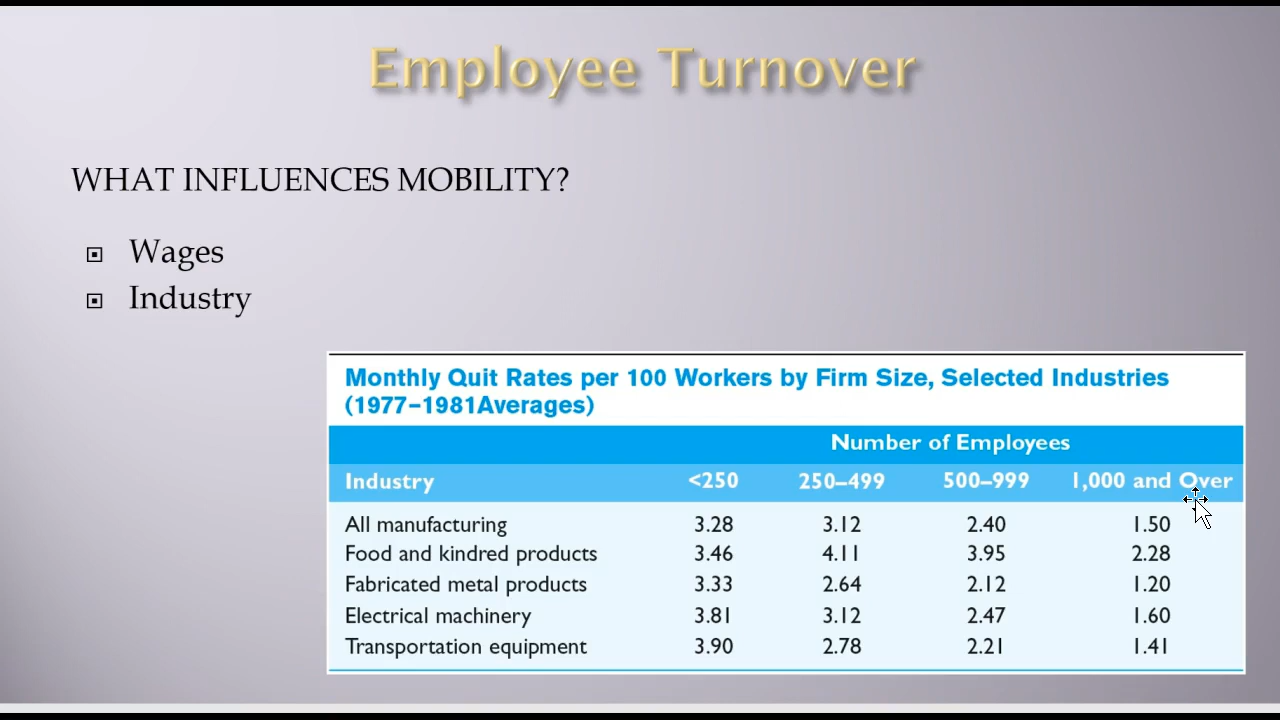 Employee Turnover
WHAT INFLUENCES MOBILITY?
Wages
Industry
Monthly Quit Rates per 100 Workers by Firm Size, Selected Industries
(1977–1981Averages)
Number of Employees
Industry <250 250–499 500–999 1,000 and Over
All manufacturing 3.28 3.12 2.40 1.50
Food and kindred products 3.46 4.11 3.95 2.28
Fabricated metal products 3.33 2.64 2.12 1.20
Electrical machinery 3.81 3.12 2.47 1.60
Transportation equipment 3.90 2.78 2.21 1.41